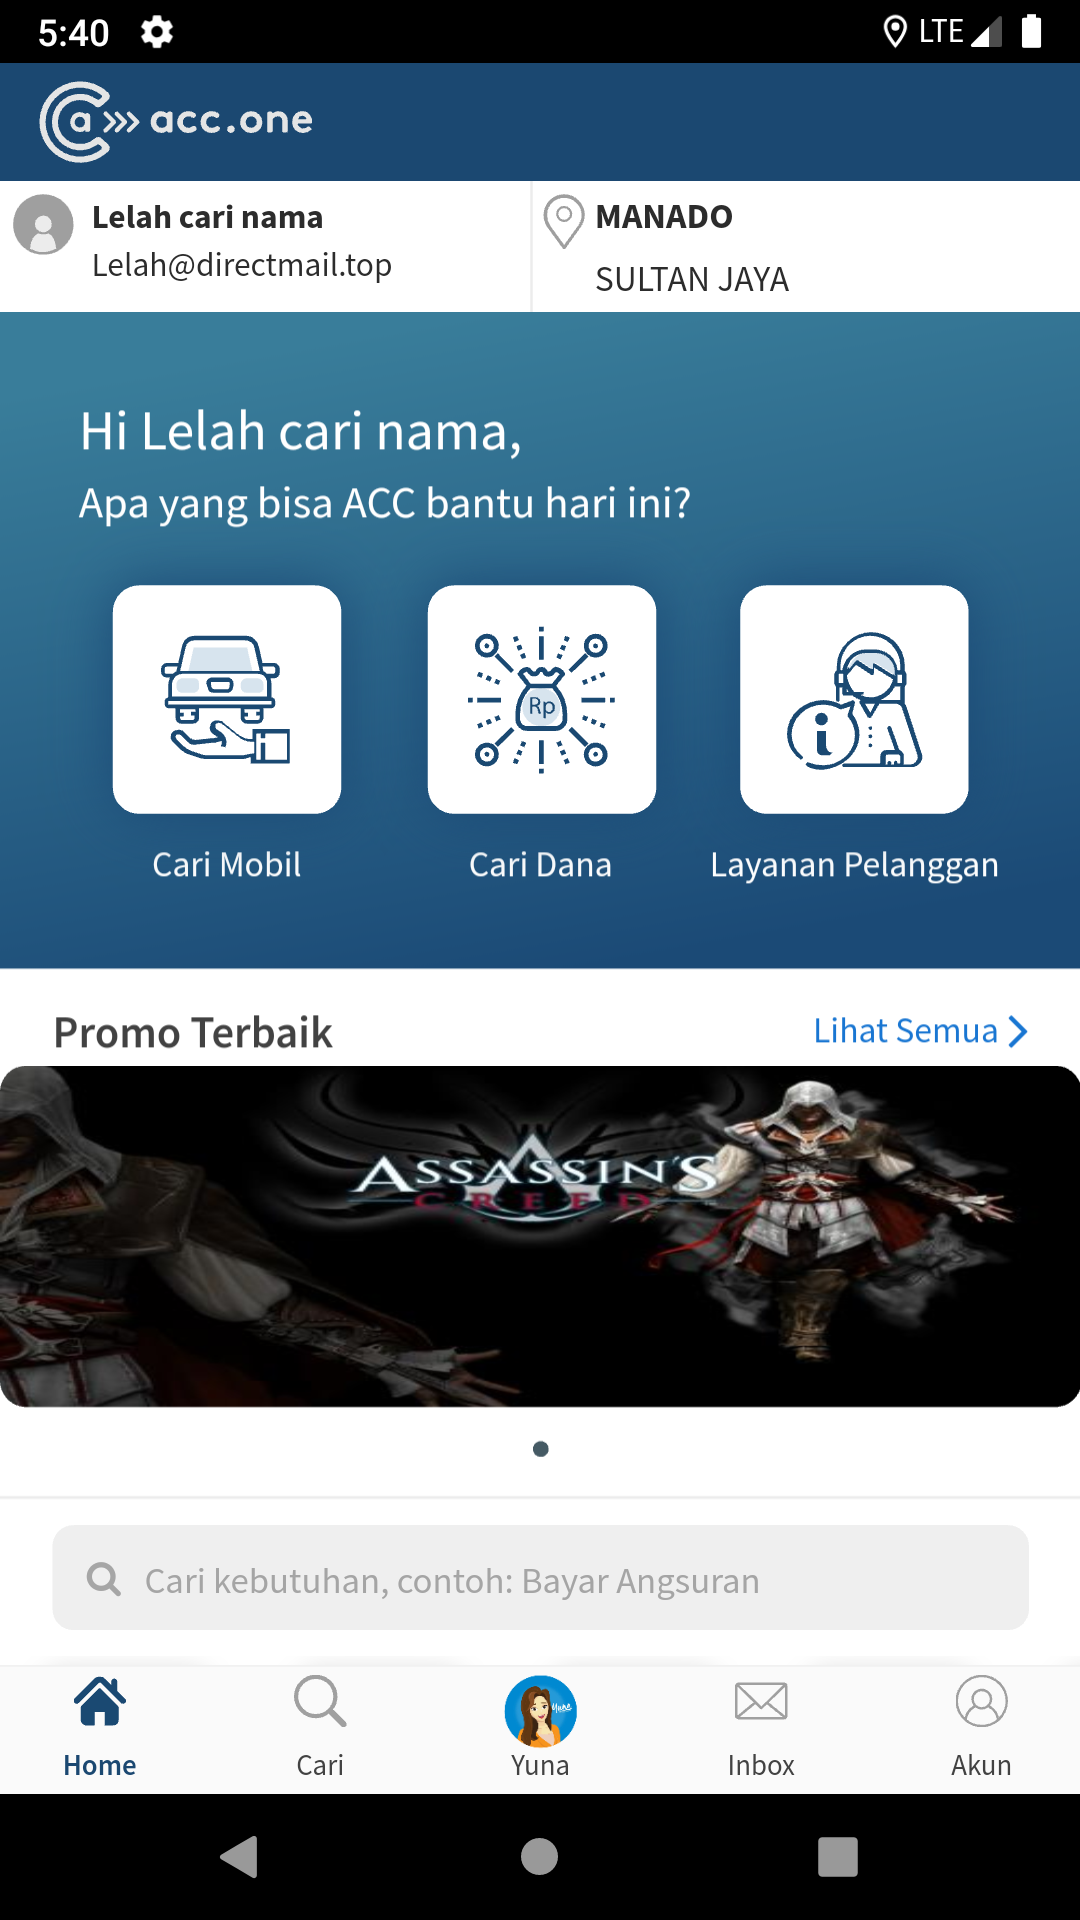 5:40
LTE
a acc.one
Lelah cari nama
MANADO
Lelah@directmail.top
SULTAN JAYA
Hi Lelah cari nama,
Apa yang bisa ACC bantu hari ini?
Rp
i
Cari Mobil
Cari Dana
Layanan Pelanggan
Promo Terbaik
Lihat Semua
ASSASSIN'S
CREED
Cari kebutuhan, contoh: Bayar Angsuran
Yuna
Home
Cari
Yuna
Inbox
Akun